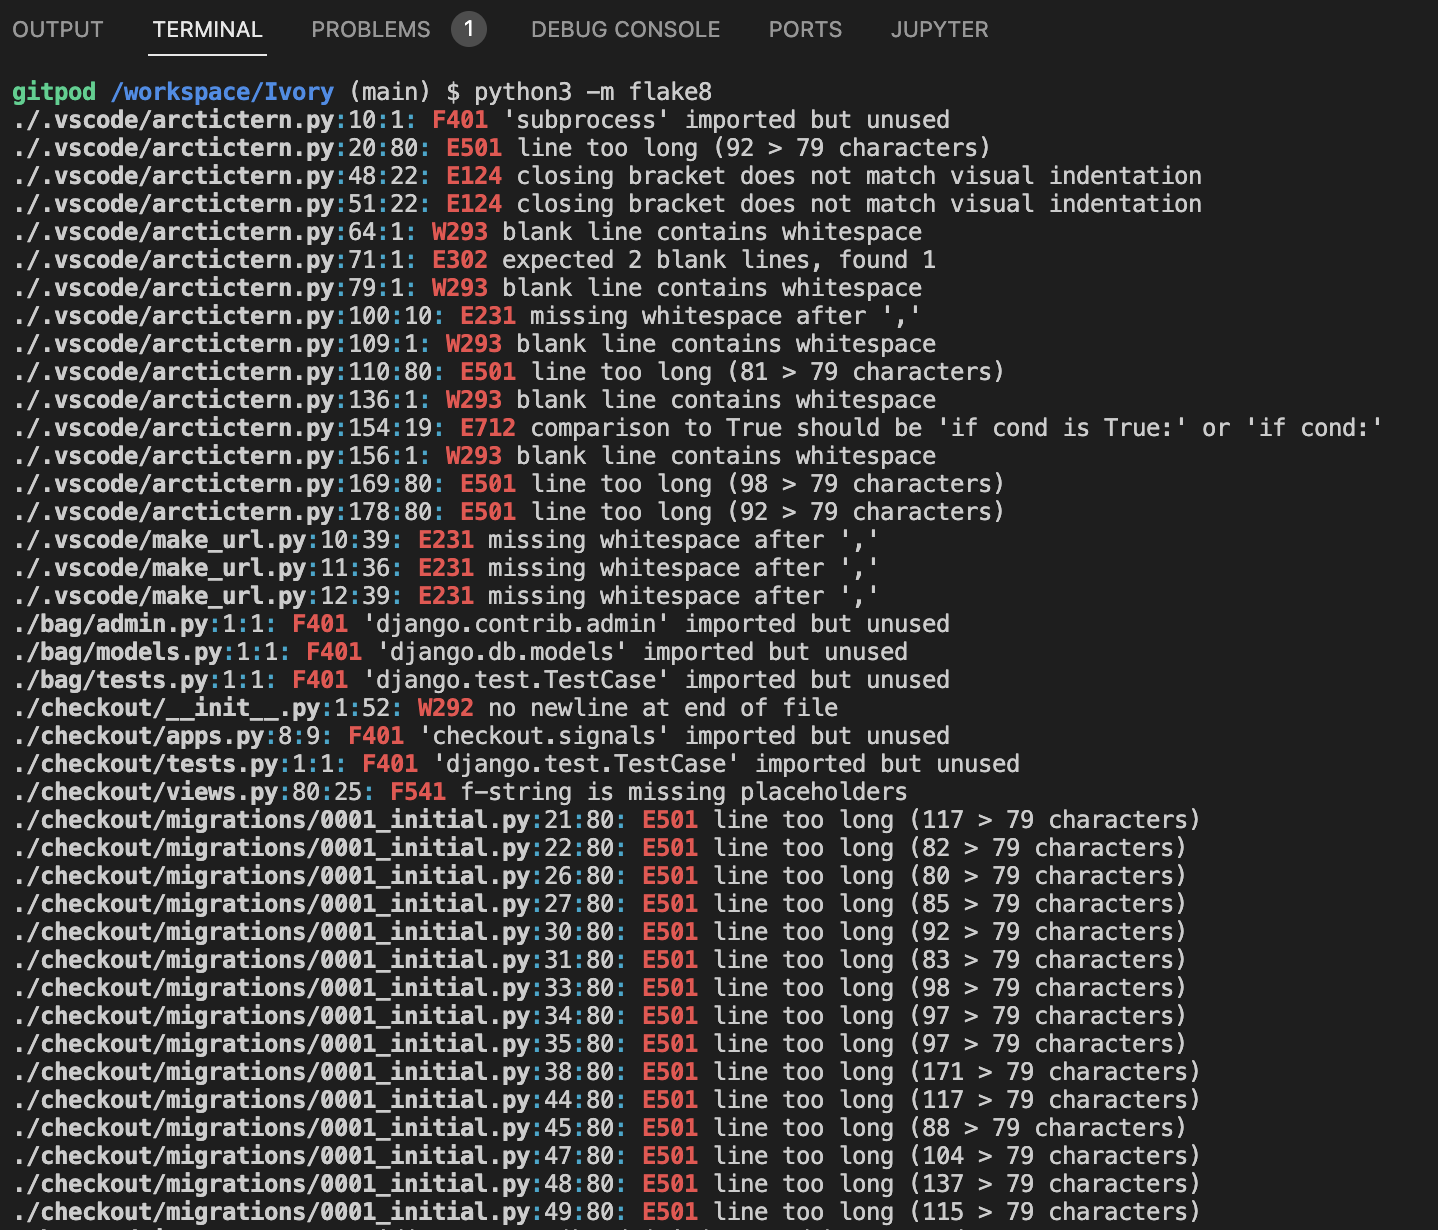 OUTPUT TERMINAL PROBLEMS 1 DEBUG CONSOLE PORTS JUPYTER
gitpod /workspace/Ivory (main) $ python3 -m flake8
./.vscode/arctictern.py:10:1: F401 'subprocess' imported but unused
./.vscode/arctictern.py:20:80: E501 line too long (92 > 79 characters)
./.vscode/arctictern.py:48:22: E124 closing bracket does not match visual indentation
./.vscode/arctictern.py:51:22: E124 closing bracket does not match visual indentation
./.vscode/arctictern.py:64:1: W293 blank line contains whitespace
./.vscode/arctictern.py:71:1: E302 expected 2 blank lines, found 1
./.vscode/arctictern.py:79:1: W293 blank line contains whitespace
./.vscode/arctictern.py:100:10: E231 missing whitespace after ','
./.vscode/arctictern.py:109:1: W293 blank line contains whitespace
./.vscode/arctictern.py:110:80: E501 line too long (81 > 79 characters)
./.vscode/arctictern.py:136:1: W293 blank line contains whitespace
./.vscode/arctictern.py:154:19: E712 comparison to True should be 'if cond is True:' or 'if cond:'
./.vscode/arctictern.py:156:1: W293 blank line contains whitespace
./.vscode/arctictern.py:169:80: E501 line too long (98 > 79 characters)
./.vscode/arctictern.py:178:80: E501 line too long (92 > 79 characters)
./.vscode/make_url.py:10:39: E231 missing whitespace after ','
./.vscode/make_url.py:11:36: E231 missing whitespace after ','
./.vscode/make_url.py:12:39: E231 missing whitespace after ','
./bag/admin.py:1:1: F401 'django.contrib.admin' imported but unused
./bag/models.py:1:1: F401 'django.db.models' imported but unused
./bag/tests.py:1:1: F401 'django.test.TestCase' imported but unused
./checkout/__init__.py:1:52: W292 no newline at end of file
./checkout/apps.py:8:9: F401 'checkout.signals' imported but unused
./checkout/tests.py:1:1: F401 'django.test.TestCase' imported but unused
./checkout/views.py:80:25: F541 f-string is missing placeholders
./checkout/migrations/0001_initial.py:21:80: E501 line too long (117 > 79 characters)
./checkout/migrations/0001_initial.py:22:80: E501 line too long (82 > 79 characters)
./checkout/migrations/0001_initial.py:26:80: E501 line too long (80 > 79 characters)
./checkout/migrations/0001_initial.py:27:80: E501 line too long (85 > 79 characters)
./checkout/migrations/0001_initial.py:30:80: E501 line too long (92 > 79 characters)
./checkout/migrations/0001_initial.py:31:80: E501 line too long (83 > 79 characters)
./checkout/migrations/0001_initial.py:33:80: E501 line too long (98 > 79 characters)
./checkout/migrations/0001_initial.py:34:80: E501 line too long (97 > 79 characters)
./checkout/migrations/0001_initial.py:35:80: E501 line too long (97 > 79 characters)
./checkout/migrations/0001_initial.py:38:80: E501 line too long (171 > 79 characters)
./checkout/migrations/0001_initial.py:44:80: E501 line too long (117 > 79 characters)
./checkout/migrations/0001_initial.py:45:80: E501 line too long (88 > 79 characters)
./checkout/migrations/0001_initial.py:47:80: E501 line too long (104 > 79 characters)
./checkout/migrations/0001_initial.py:48:80: E501 line too long (137 > 79 characters)
./checkout/migrations/0001_initial.py:49:80: E501 line too long (115 > 79 characters)